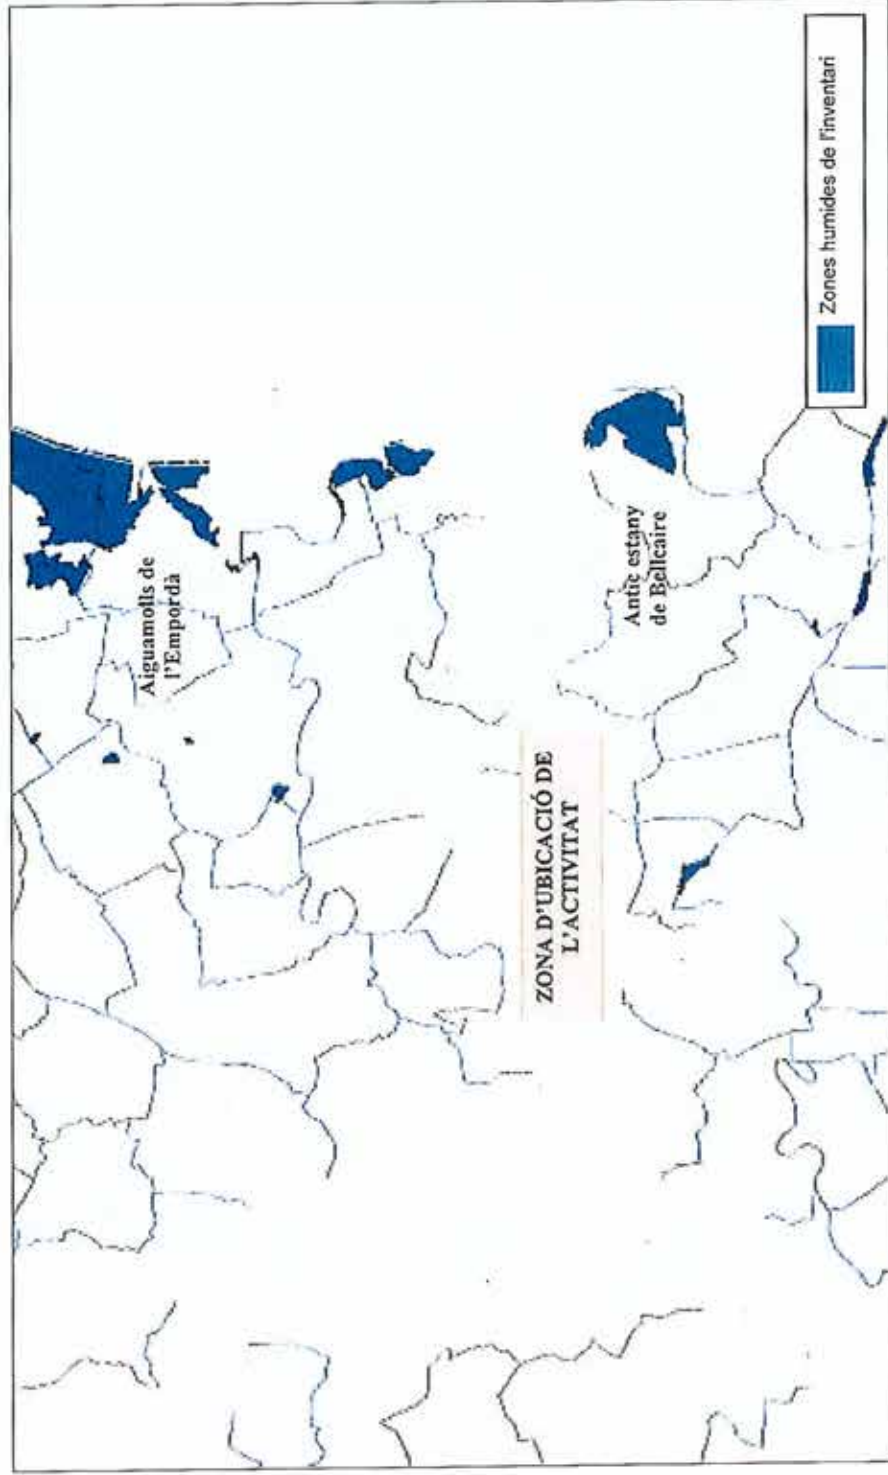 Aiguamolls de
l'Empordà
ZONA D'UBICACIÓ DE
L'ACTIVITAT
Antic estany
de Bellcaire
Zones humides de l'inventari